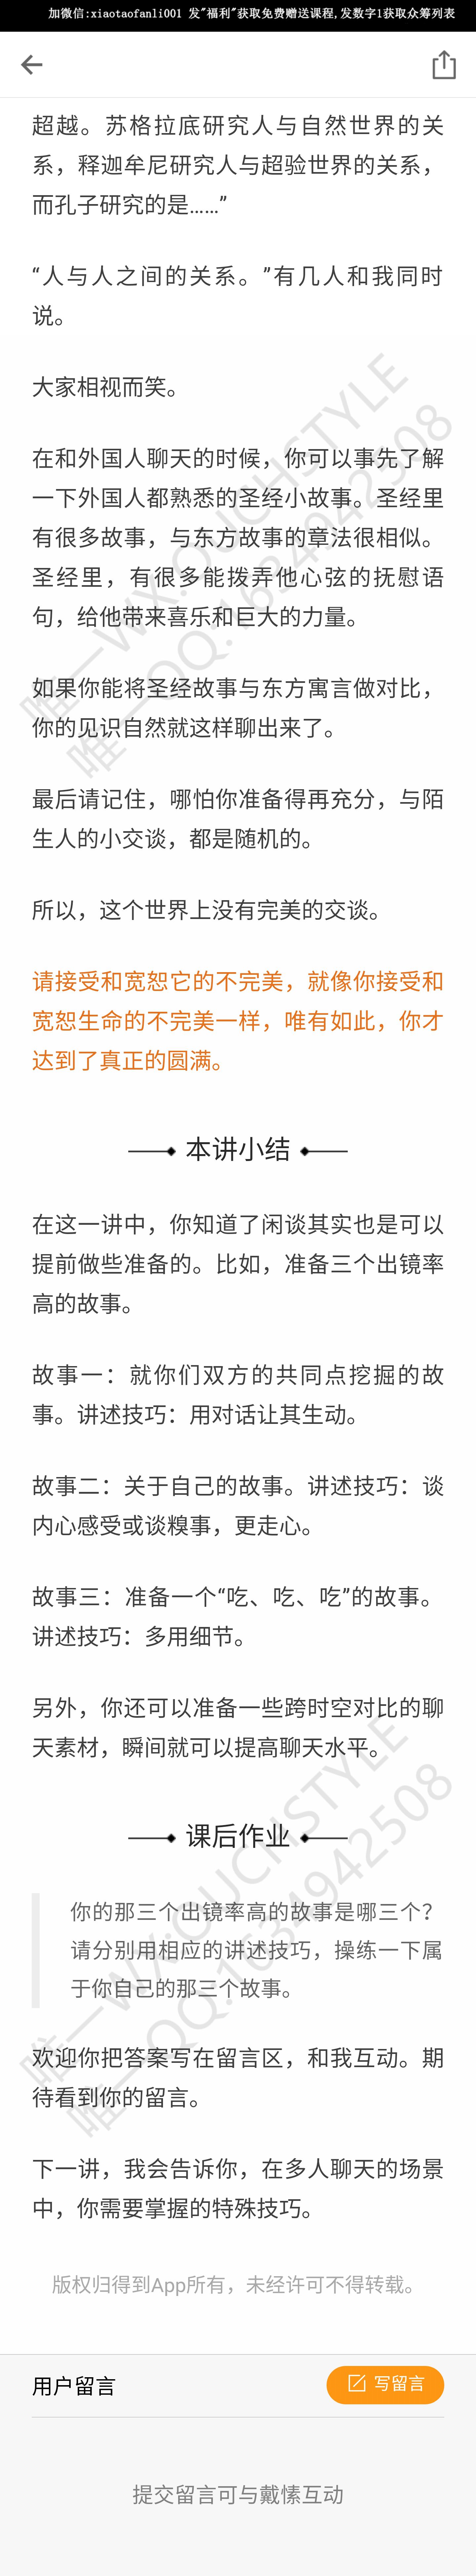 加微信:xiaotaofanli001 发"福利"获取免费赠送课程,发数字1获取众筹列表
超越。苏格拉底研究人与自然世界的关
系，释迦牟尼研究人与超验世界的关系，
而孔子研究的是……”
“人与人之间的关系。”有几人和我同时
说。
大家相视而笑。
在和外国人聊天的时候，你可以事先了解
一下外国人都熟悉的圣经小故事。圣经里
有很多故事，与东方故事的章法很相似。
圣经里，有很多能拨弄他心弦的抚慰语
句，给他带来喜乐和巨大的力量。
如果你能将圣经故事与东方寓言做对比，
你的见识自然就这样聊出来了。
最后请记住，哪怕你准备得再充分，与陌
生人的小交谈，都是随机的。
所以，这个世界上没有完美的交谈。
请接受和宽恕它的不完美，就像你接受和
宽恕生命的不完美一样，唯有如此，你才
达到了真正的圆满。
本讲小结
在这一讲中，你知道了闲谈其实也是可以
提前做些准备的。比如，准备三个出镜率
高的故事。
故事一：就你们双方的共同点挖掘的故
事。讲述技巧：用对话让其生动。
故事二：关于自己的故事。讲述技巧：谈
内心感受或谈糗事，更走心。
故事三：准备一个“吃、吃、吃”的故事。
讲述技巧：多用细节。
另外，你还可以准备一些跨时空对比的聊
天素材，瞬间就可以提高聊天水平。
课后作业
你的那三个出镜率高的故事是哪三个？
请分别用相应的讲述技巧，操练一下属
于你自己的那三个故事。
欢迎你把答案写在留言区，和我互动。期
待看到你的留言。
下一讲，我会告诉你，在多人聊天的场景
中，你需要掌握的特殊技巧。
版权归得到App所有，未经许可不得转载。
用户留言
写留言
提交留言可与戴愫互动
唯一WX:OUCHSTYLE
唯一QQ:1634942508
唯一WX:OUCHSTYLE
唯一QQ:1634942508